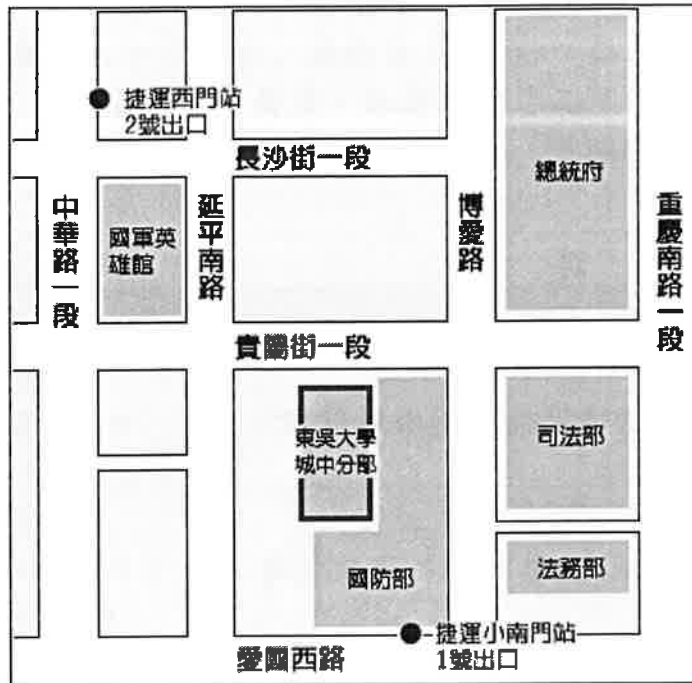 捷運西門站
2號出口
長沙街一段
總統府
中華路一段
國軍英
雄館
延平南路
博愛路
重慶南路一段
貴陽街一段
東吳大學
城中分部
司法部
國防部
法務部
捷運小南門站
1號出口
愛國西路